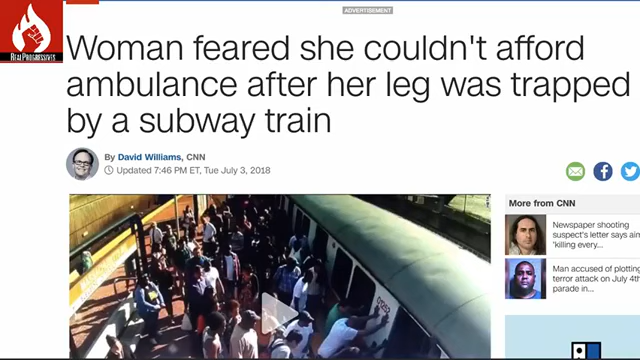 ADVERTISEMENT
REALPROGRESSIVES
Woman feared she couldn't afford
ambulance after her leg was trapped
by a subway train
By David Williams, CNN
Updated 7:46 PM ET, Tue July 3, 2018
More from CNN
Newspaper shooting
suspect's letter says aim
'killing every...
Man accused of plotting
terror attack on July 4th
parade in...